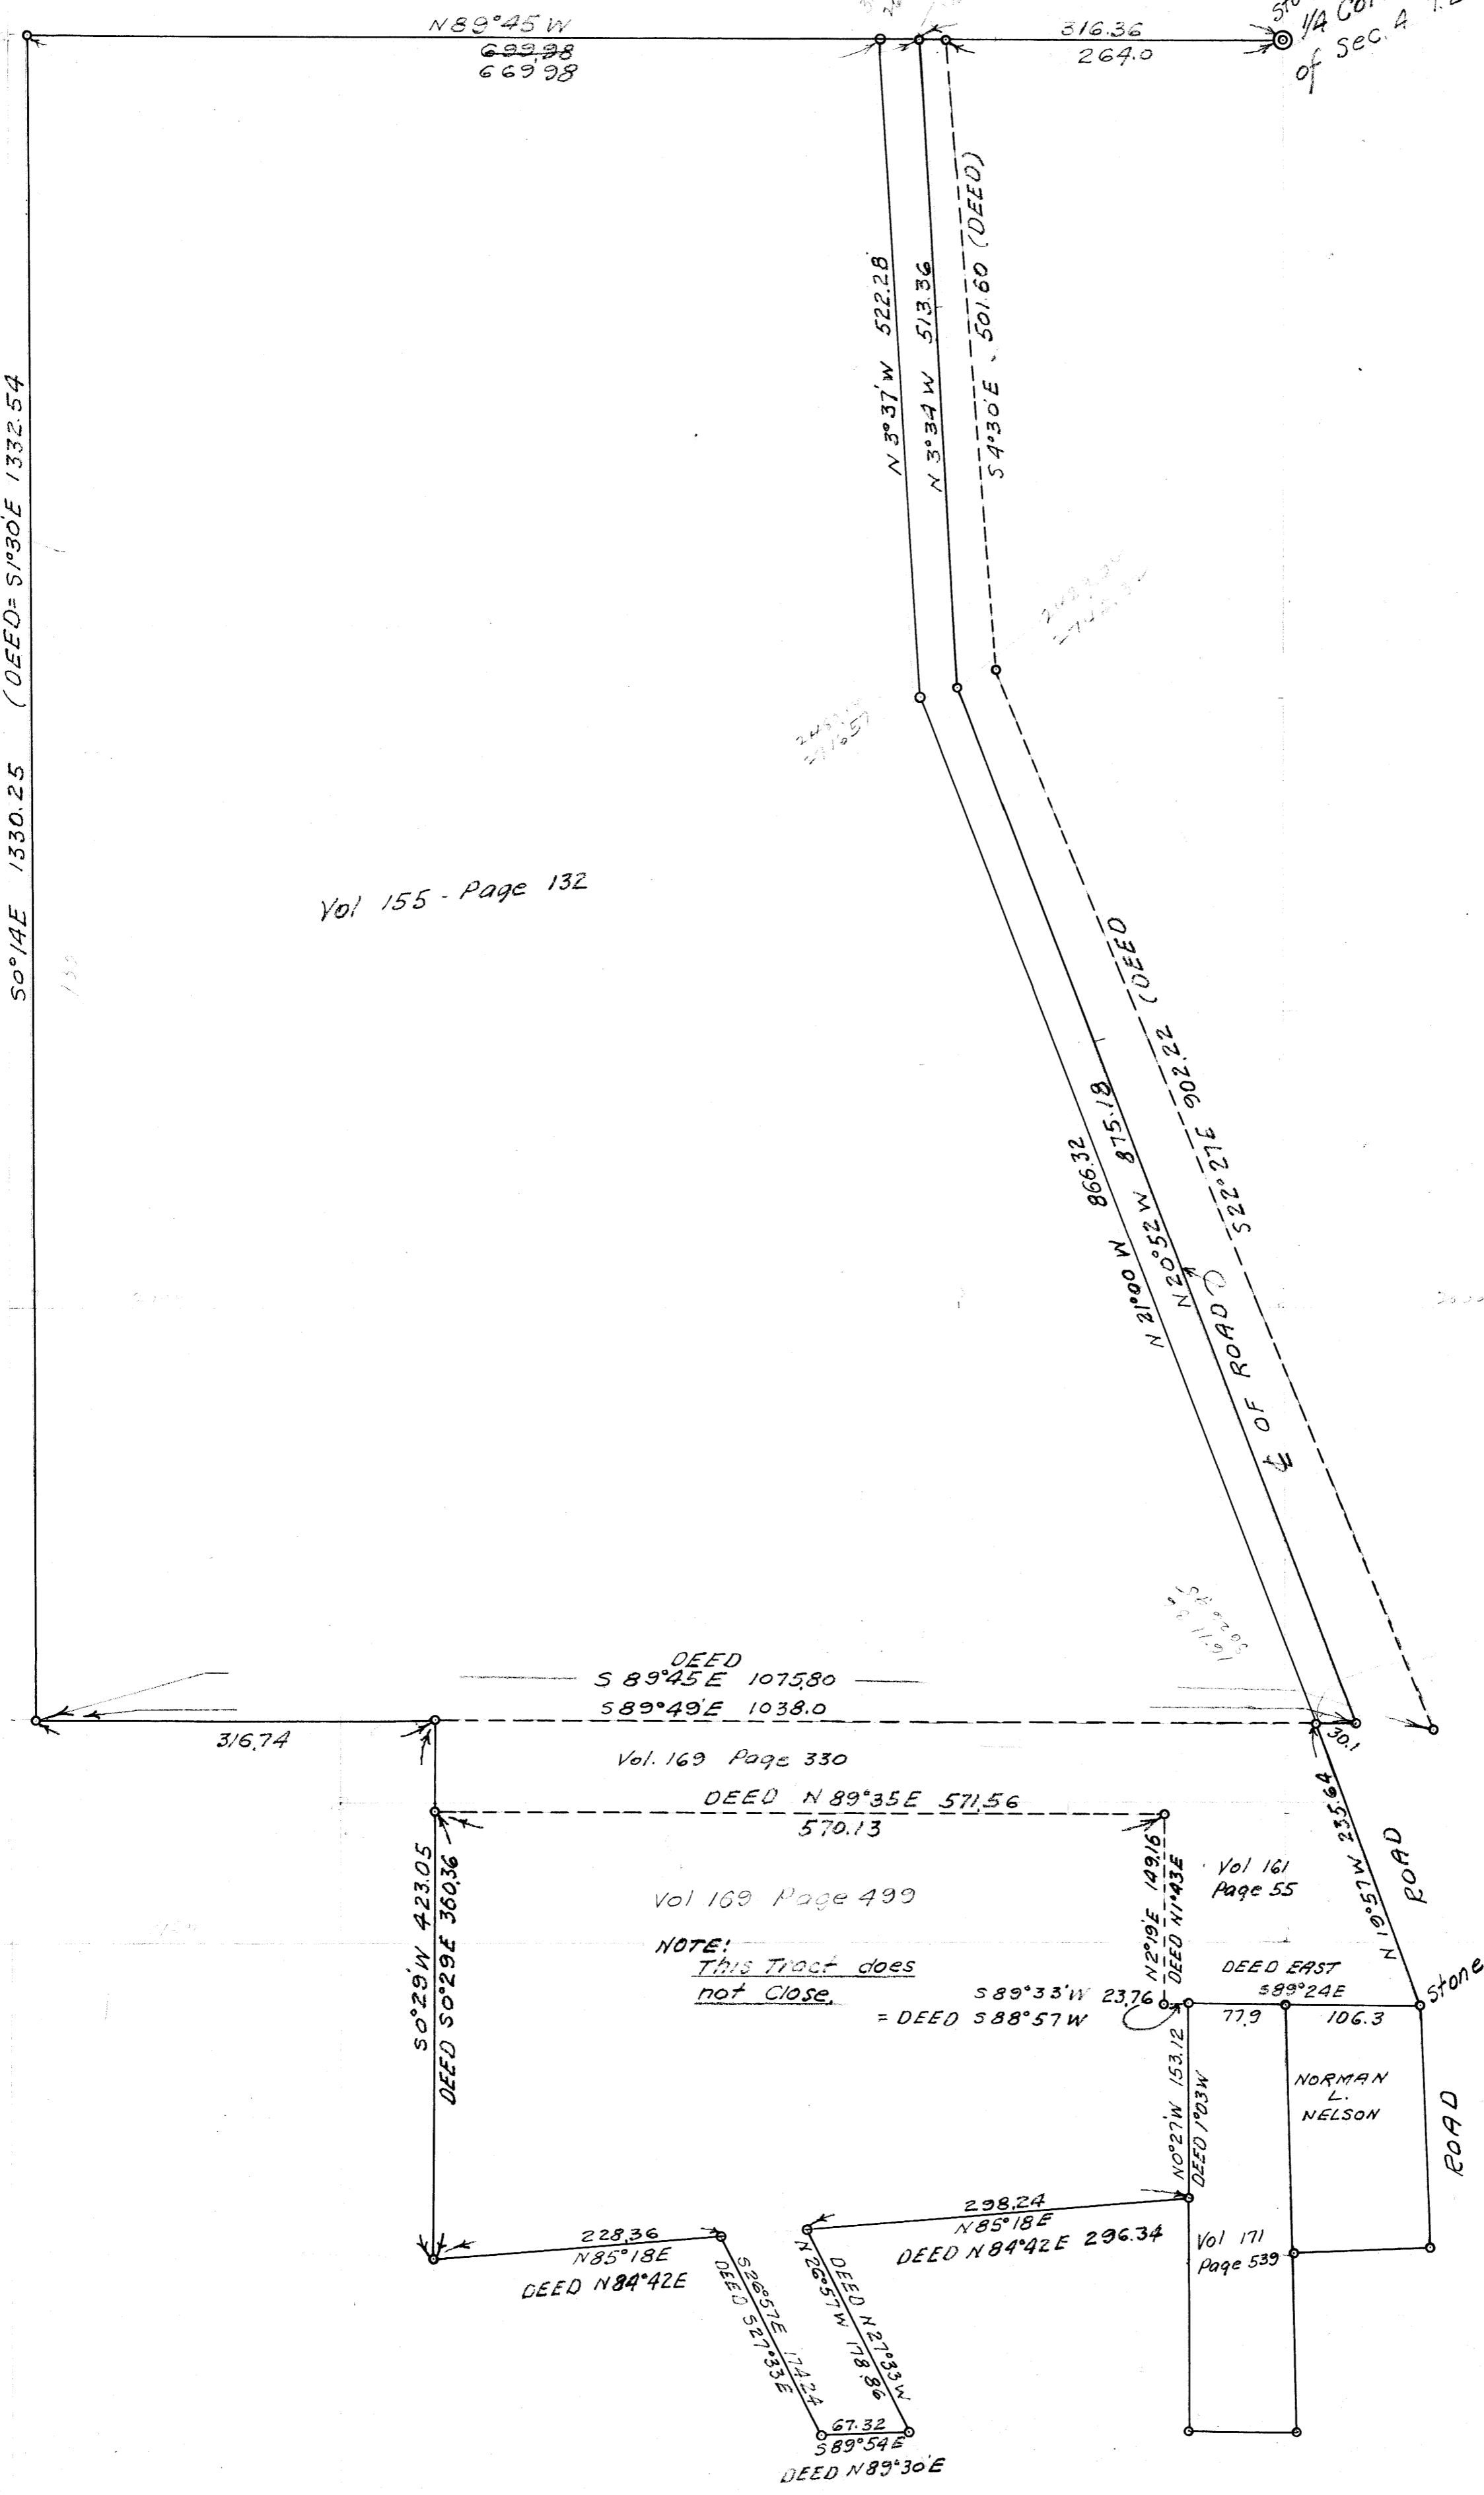 N89°45'W
699.98
669.98
316.36
264.0
1/4 Cor
of Sec. 4
S0°14'E 1330.25 (DEED= S1°30'E 1332.54
N 3°37'W 522.28
N 3°34'W 513.36
S 4°30'E 501.60 (DEED)
Vol 155 - Page 132
866.32
N 21°00'W
N 20°52'W 875.18
S22°27'E 902.22 (DEED
℄ OF ROAD
DEED
S 89°45'E 1075.80
S89°49'E 1038.0
316.74
30.1
Vol. 169 Page 330
DEED N 89°35E 571.56
570.13
N 19°57'W 235.64
ROAD
Vol 161
Page 55
Vol 169 Page 499
NOTE!
This Tract does
not Close.
S0°29'W 423.05
DEED S0°29E 360.36
N2°19'E 149.16
DEED N1°43E
S89°33'W 23.76
= DEED S88°57W
DEED EAST
S89°24E
77.9
106.3
Stone
N0°27'W 153.12
DEED 1°03W
NORMAN
L.
NELSON
ROAD
228.36
N85°18E
DEED N84°42E
298.24
N85°18E
DEED N84°42E 296.34
Vol 171
Page 539
S26°57E 174.24
DEED S27°33E
DEED N27°33W
N 26°57W 178.86
67.32
S89°54E
DEED N89°30'E